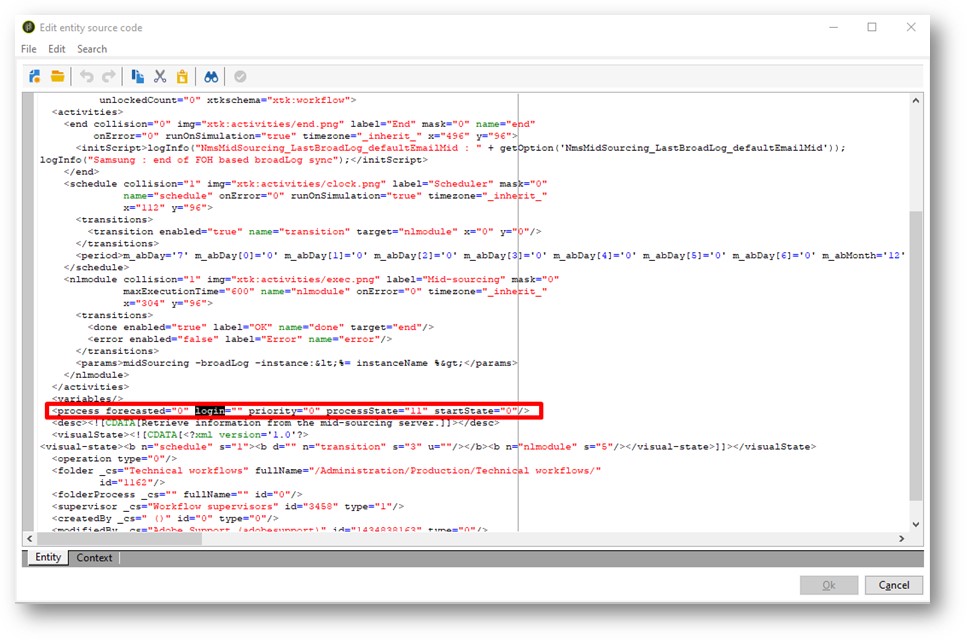 Edit entity source code
File Edit Search
unlockedCount="0" xtkschema="xtk:workflow">
<activities>
<end collision="0" img="xtk:activities/end.png" label="End" mask="0" name="end"
onError="0" runOnSimulation="true" timezone="_inherit_" x="496" y="96">
<initScript>logInfo("NmsMidSourcing_LastBroadLog_defaultEmailMid : " + getOption('NmsMidSourcing_LastBroadLog_defaultEmailMid'));
logInfo("Samsung : end of FOH based broadLog sync");</initScript>
</end>
<schedule collision="1" img="xtk:activities/clock.png" label="Scheduler" mask="0"
name="schedule" onError="0" runOnSimulation="true" timezone="_inherit_"
x="112" y="96">
<transitions>
<transition enabled="true" name="transition" target="nlmodule" x="0" y="0"/>
</transitions>
<period>m_abDay='7' m_abDay[0]='0' m_abDay[1]='0' m_abDay[2]='0' m_abDay[3]='0' m_abDay[4]='0' m_abDay[5]='0' m_abDay[6]='0' m_abMonth='12'
</schedule>
<nlmodule collision="1" img="xtk:activities/exec.png" label="Mid-sourcing" mask="0"
maxExecutionTime="600" name="nlmodule" onError="0" timezone="_inherit_"
x="304" y="96">
<transitions>
<done enabled="true" label="OK" name="done" target="end"/>
<error enabled="false" label="Error" name="error"/>
</transitions>
<params>midSourcing -broadLog -instance:&lt;%= instanceName %&gt;</params>
</nlmodule>
</activities>
<variables/>
<process forecasted="0" login="" priority="0" processState="11" startState="0"/>
<desc><![CDATA[Retrieve information from the mid-sourcing server.]]></desc>
<visualState><![CDATA[<?xml version='1.0'?>
<visual-state><b n="schedule" s="1"><b d="" n="transition" s="3" u=""/></b><b n="nlmodule" s="5"/></visual-state>]]></visualState>
<operation type="0"/>
<folder _cs="Technical workflows" fullName="/Administration/Production/Technical workflows/"
id="1162"/>
<folderProcess _cs="" fullName="" id="0"/>
<supervisor _cs="Workflow supervisors" id="3458" type="1"/>
<createdBy _cs=" ()" id="0" type="0"/>
<modifiedBy _cs="Adobe Support (adobesupport)" id="1434838163" type="0"/>
Entity Context
Ok Cancel